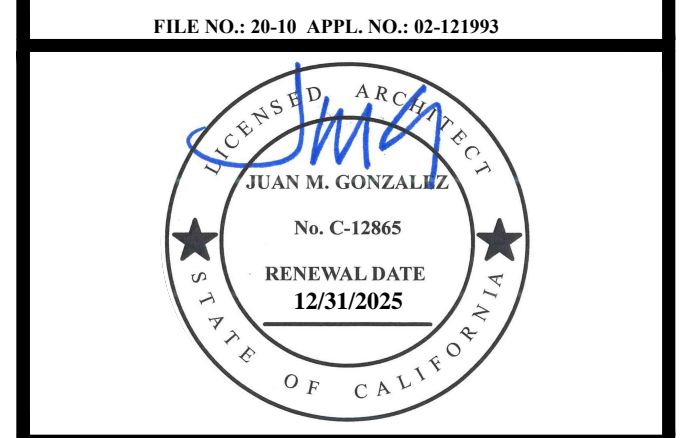 FILE NO.: 20-10 APPL. NO.: 02-121993
LICENSED ARCHITECT
JUAN M. GONZALEZ
No. C-12865
RENEWAL DATE
12/31/2025
STATE OF CALIFORNIA